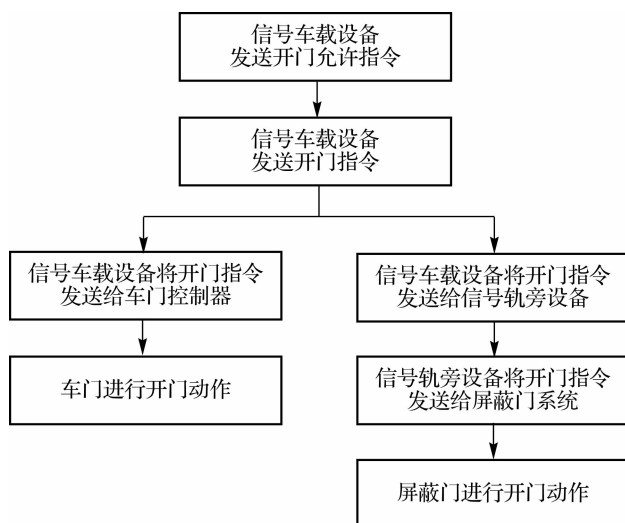 信号车载设备
发送开门允许指令
信号车载设备
发送开门指令
信号车载设备将开门指令
发送给车门控制器
车门进行开门动作
信号车载设备将开门指令
发送给信号轨旁设备
信号轨旁设备将开门指令
发送给屏蔽门系统
屏蔽门进行开门动作